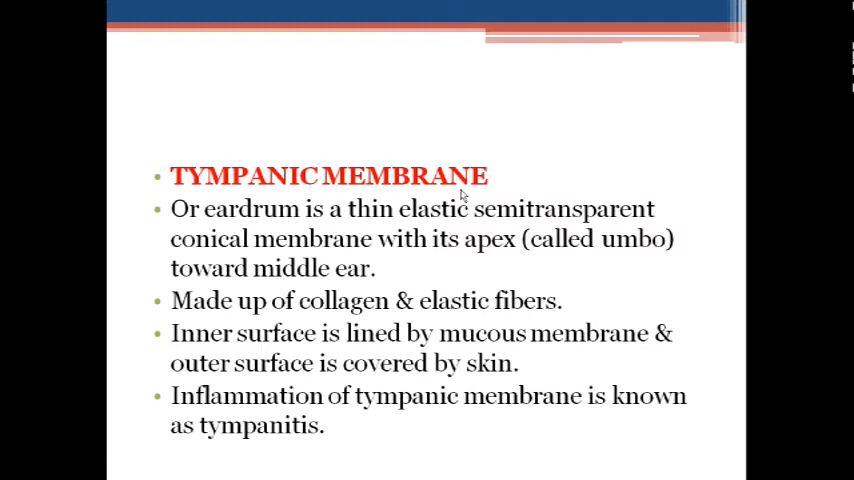 • TYMPANIC MEMBRANE
• Or eardrum is a thin elastic semitransparent
conical membrane with its apex (called umbo)
toward middle ear.
• Made up of collagen & elastic fibers.
• Inner surface is lined by mucous membrane &
outer surface is covered by skin.
• Inflammation of tympanic membrane is known
as tympanitis.